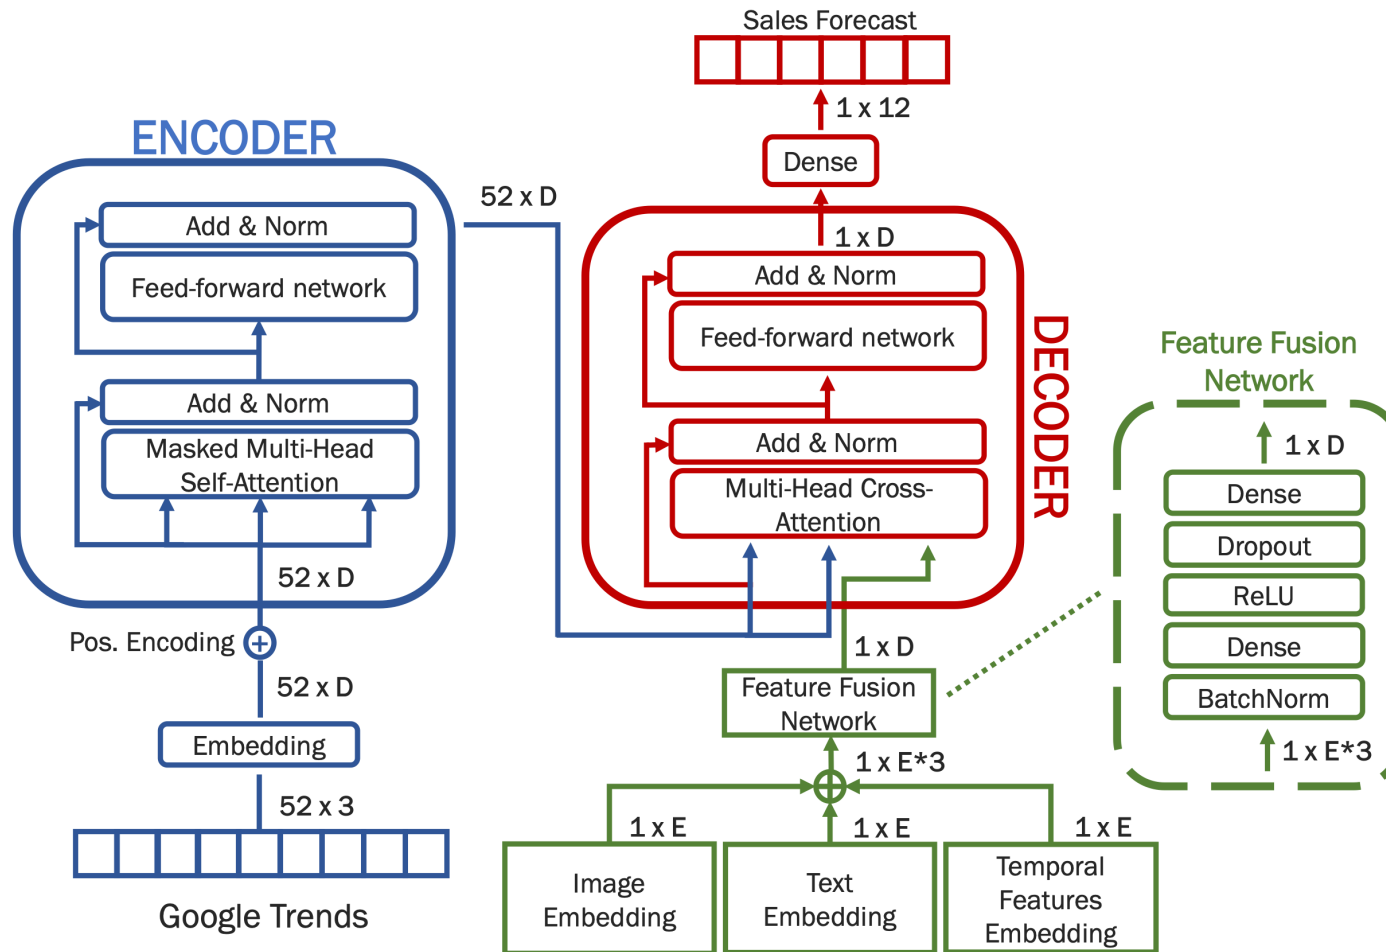 Sales Forecast
1 x 12
Dense
ENCODER
52 x D
Add & Norm
Feed-forward network
Add & Norm
Masked Multi-Head
Self-Attention
52 x D
Pos. Encoding
+
52 x D
Embedding
52 x 3
Google Trends
1 x D
Add & Norm
Feed-forward network
Add & Norm
Multi-Head Cross-
Attention
DECODER
1 x D
Feature Fusion
Network
1 x E*3
1 x E
1 x E
1 x E
Image
Embedding
Text
Embedding
Temporal
Features
Embedding
Feature Fusion
Network
1 x D
Dense
Dropout
ReLU
Dense
BatchNorm
1 x E*3